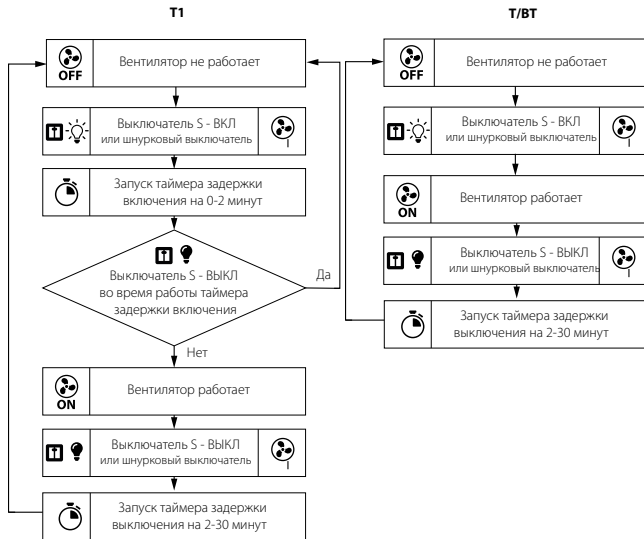 T1
OFF
Вентилятор не работает
Выключатель S - ВКЛ
или шнурковый выключатель
Запуск таймера задержки
включения на 0-2 минут
Выключатель S - ВЫКЛ
во время работы таймера
задержки включения
Да
Нет
ON
Вентилятор работает
Выключатель S - ВЫКЛ
или шнурковый выключатель
Запуск таймера задержки
выключения на 2-30 минут
T/BT
OFF
Вентилятор не работает
Выключатель S - ВКЛ
или шнурковый выключатель
ON
Вентилятор работает
Выключатель S - ВЫКЛ
или шнурковый выключатель
Запуск таймера задержки
выключения на 2-30 минут